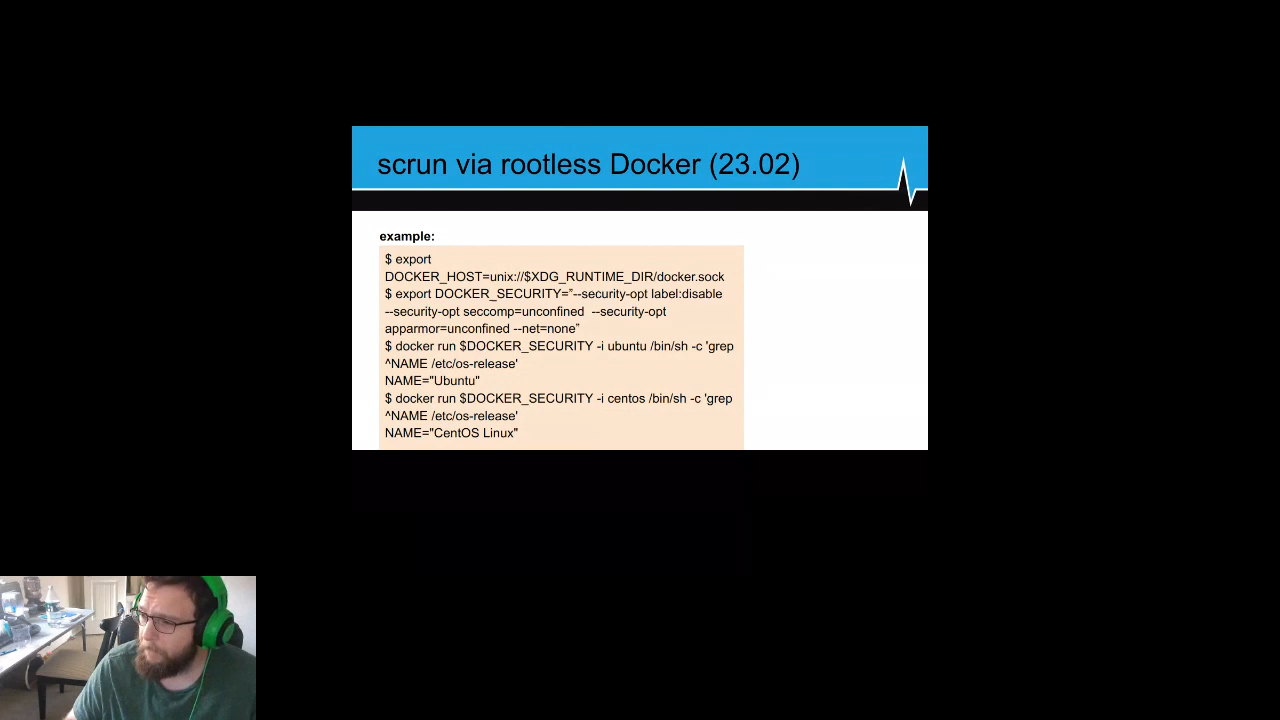 scrun via rootless Docker (23.02)
example:
$ export
DOCKER_HOST=unix://$XDG_RUNTIME_DIR/docker.sock
$ export DOCKER_SECURITY=”--security-opt label:disable
--security-opt seccomp=unconfined  --security-opt
apparmor=unconfined --net=none”
$ docker run $DOCKER_SECURITY -i ubuntu /bin/sh -c 'grep
^NAME /etc/os-release'
NAME="Ubuntu"
$ docker run $DOCKER_SECURITY -i centos /bin/sh -c 'grep
^NAME /etc/os-release'
NAME="CentOS Linux"